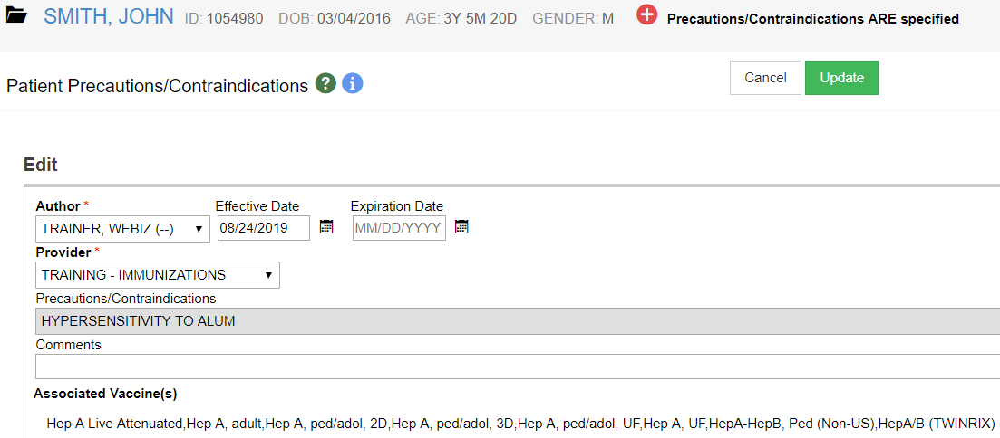 SMITH, JOHN ID: 1054980 DOB: 03/04/2016 AGE: 3Y 5M 20D GENDER: M Precautions/Contraindications ARE specified
Patient Precautions/Contraindications ? i Cancel Update
Edit
Author * Effective Date Expiration Date
TRAINER, WEBIZ (--) 08/24/2019 MM/DD/YYYY
Provider *
TRAINING - IMMUNIZATIONS
Precautions/Contraindications
HYPERSENSITIVITY TO ALUM
Comments
Associated Vaccine(s)
Hep A Live Attenuated,Hep A, adult,Hep A, ped/adol, 2D,Hep A, ped/adol, 3D,Hep A, ped/adol, UF,Hep A, UF,HepA-HepB, Ped (Non-US),HepA/B (TWINRIX)